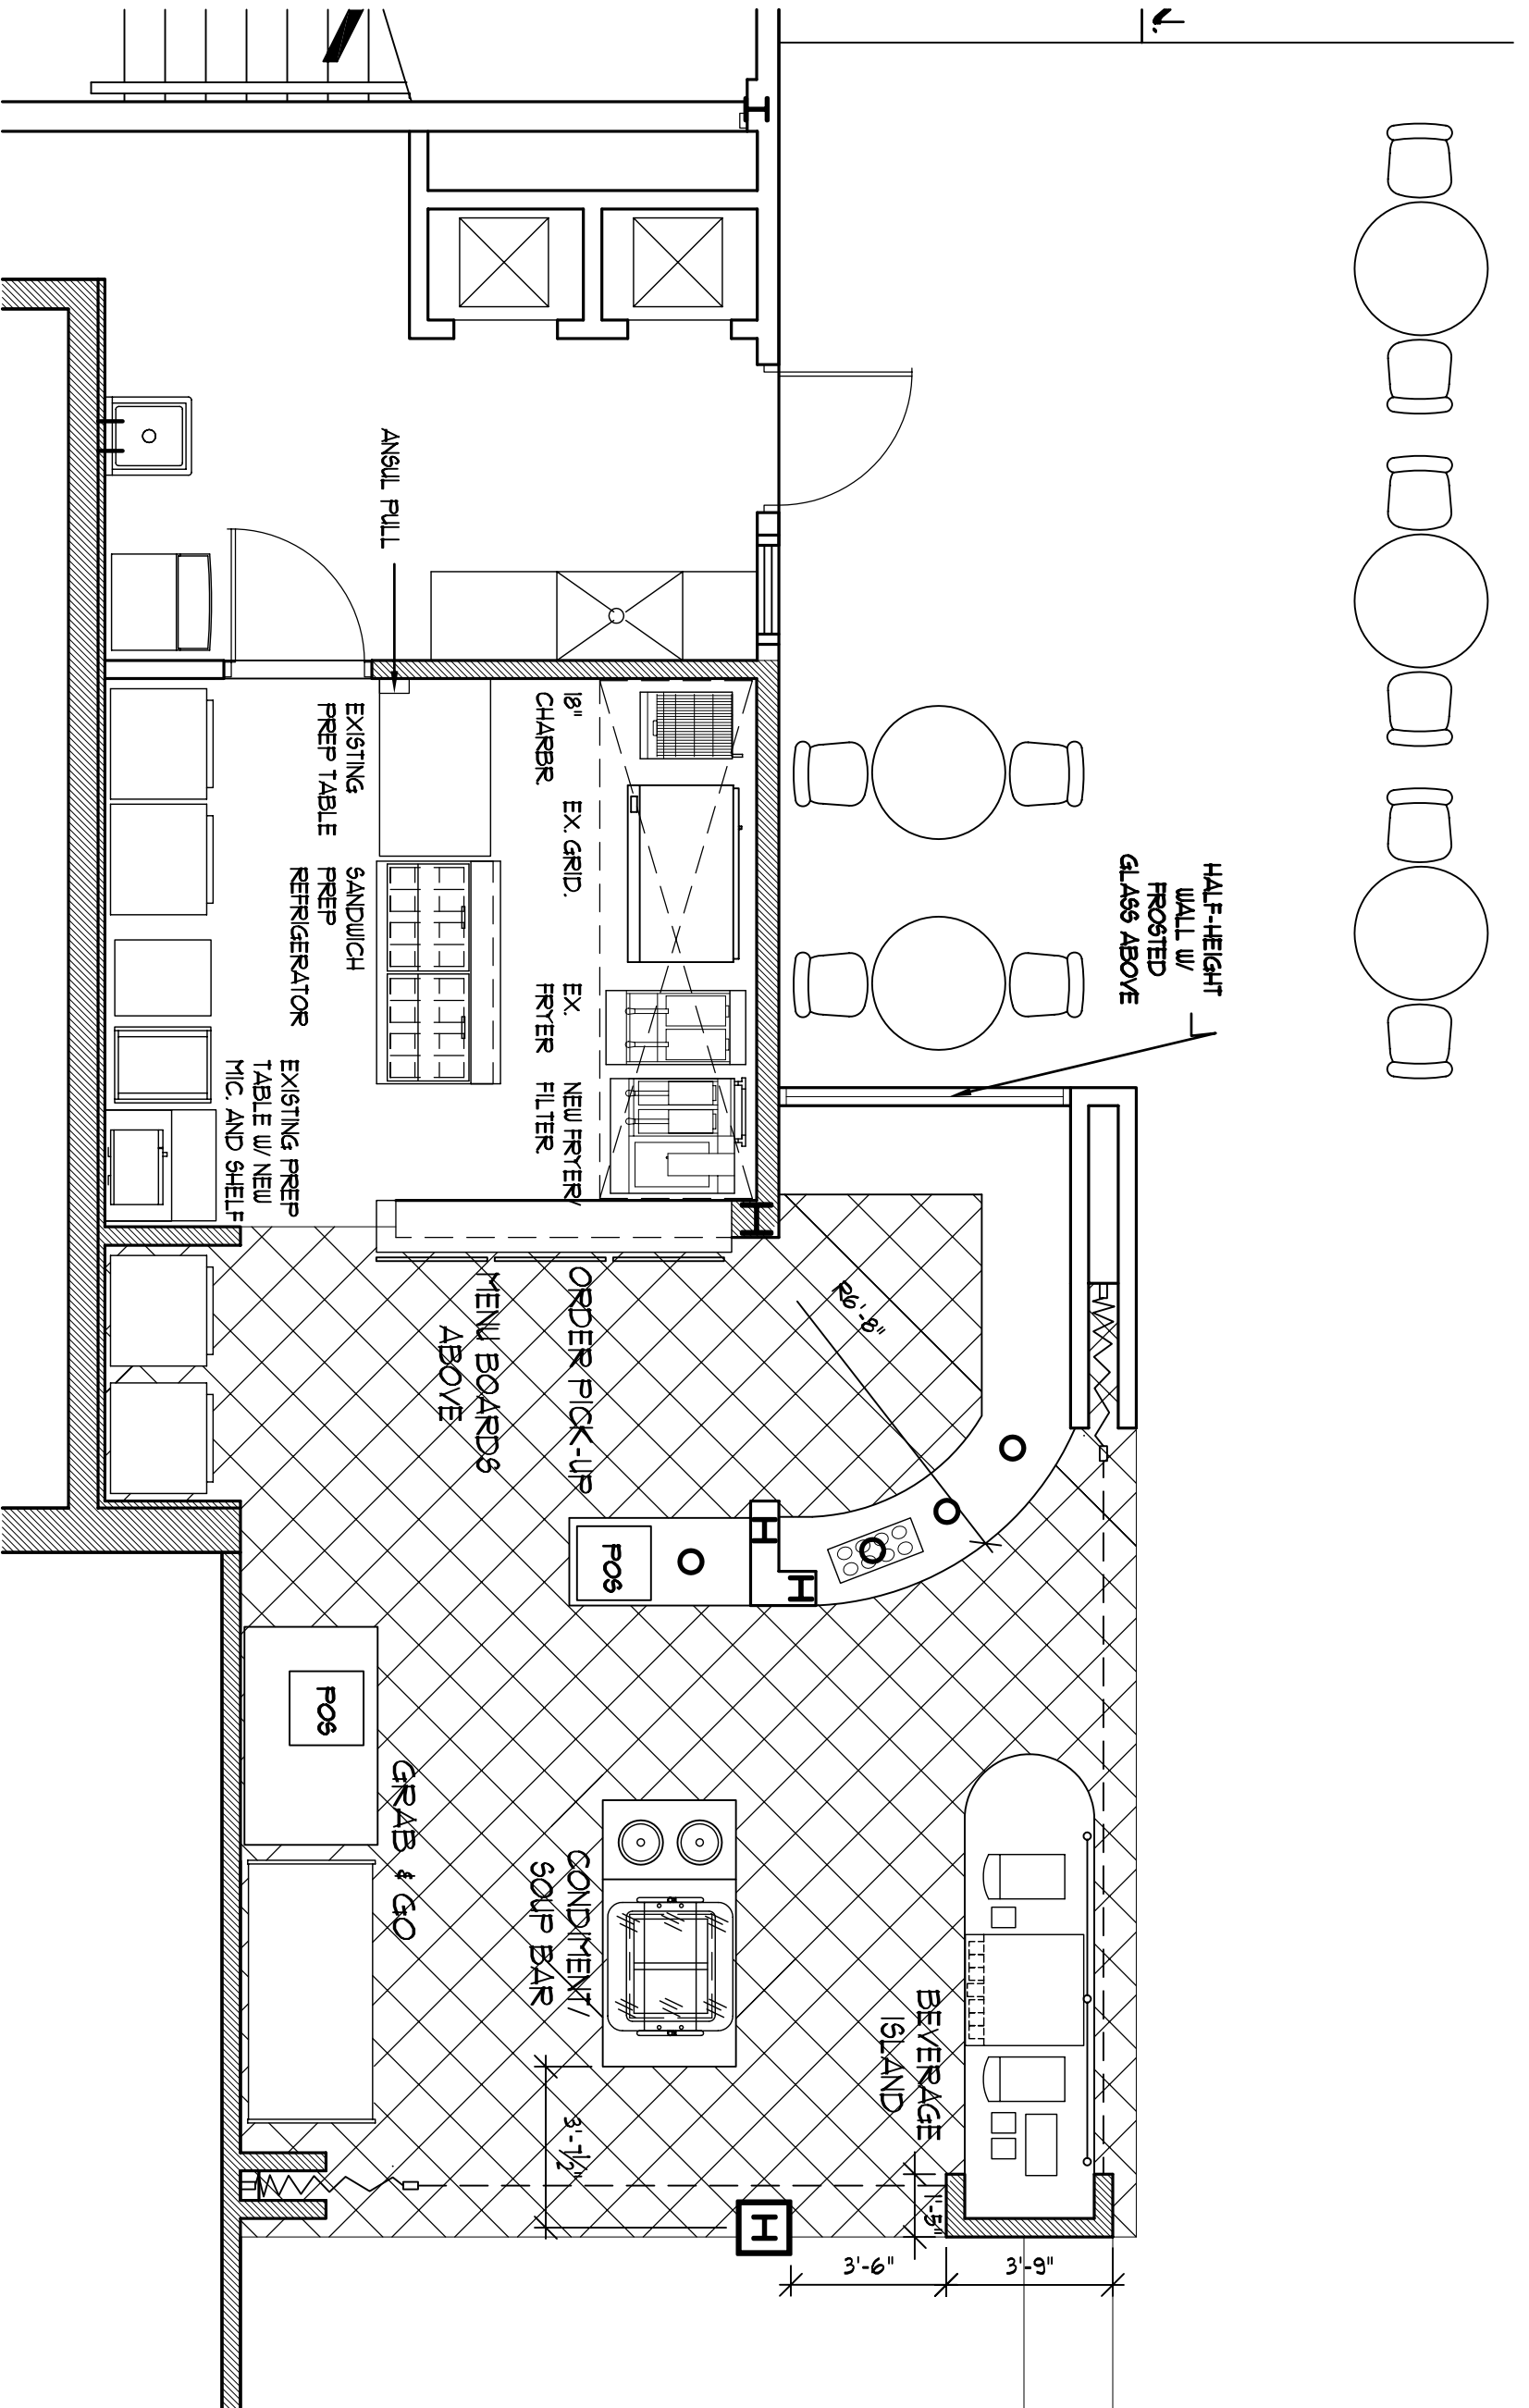 HALF-HEIGHT
WALL W/
FROSTED
GLASS ABOVE
ANSUL PULL
18"
CHARBR.
EX. GRID.
EX.
FRYER
NEW FRYER/
FILTER
EXISTING
PREP TABLE
SANDWICH
PREP
REFRIGERATOR
EXISTING PREP
TABLE W/ NEW
MIC. AND SHELF
R6'-8"
ORDER PICK-UP
MENU BOARDS
ABOVE
POS
POS
GRAB & GO
CONDIMENT/
SOUP BAR
BEVERAGE
ISLAND
3'-7 1/2"
1'-5"
3'-6"
3'-9"